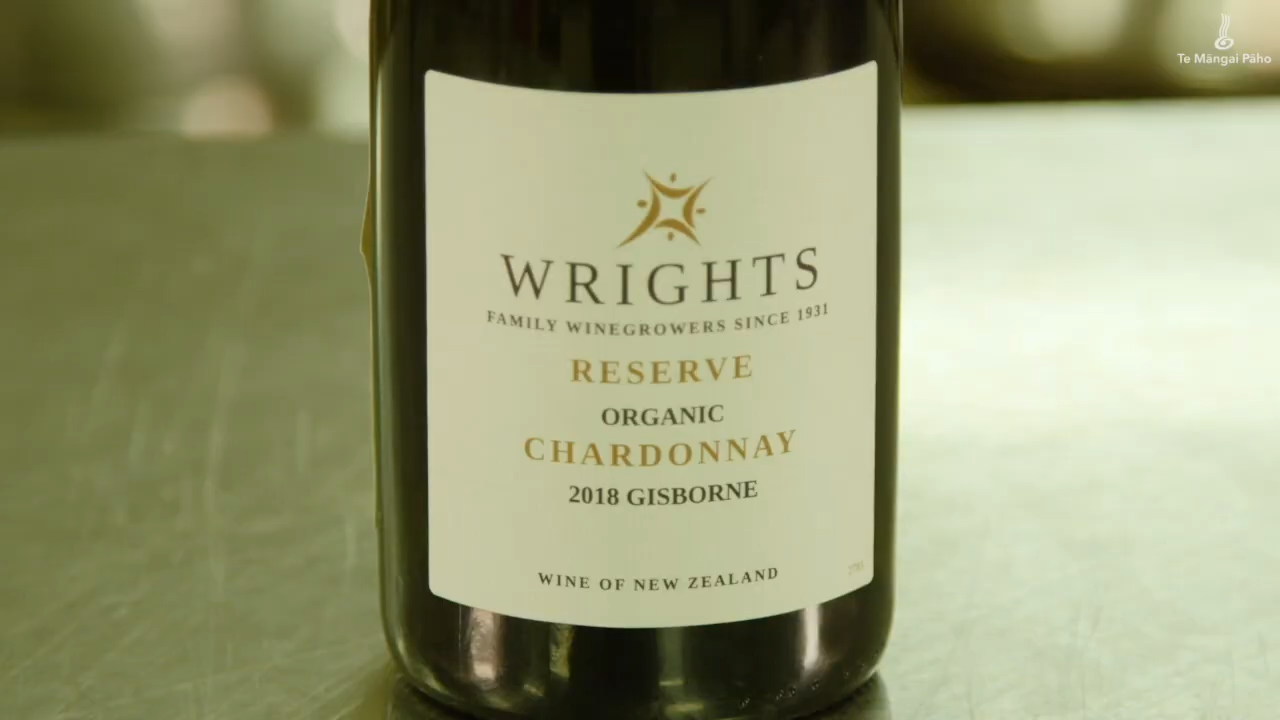 Te Māngai Pāho
WRIGHTS
FAMILY WINEGROWERS SINCE 1931
RESERVE
ORGANIC
CHARDONNAY
2018 GISBORNE
WINE OF NEW ZEALAND